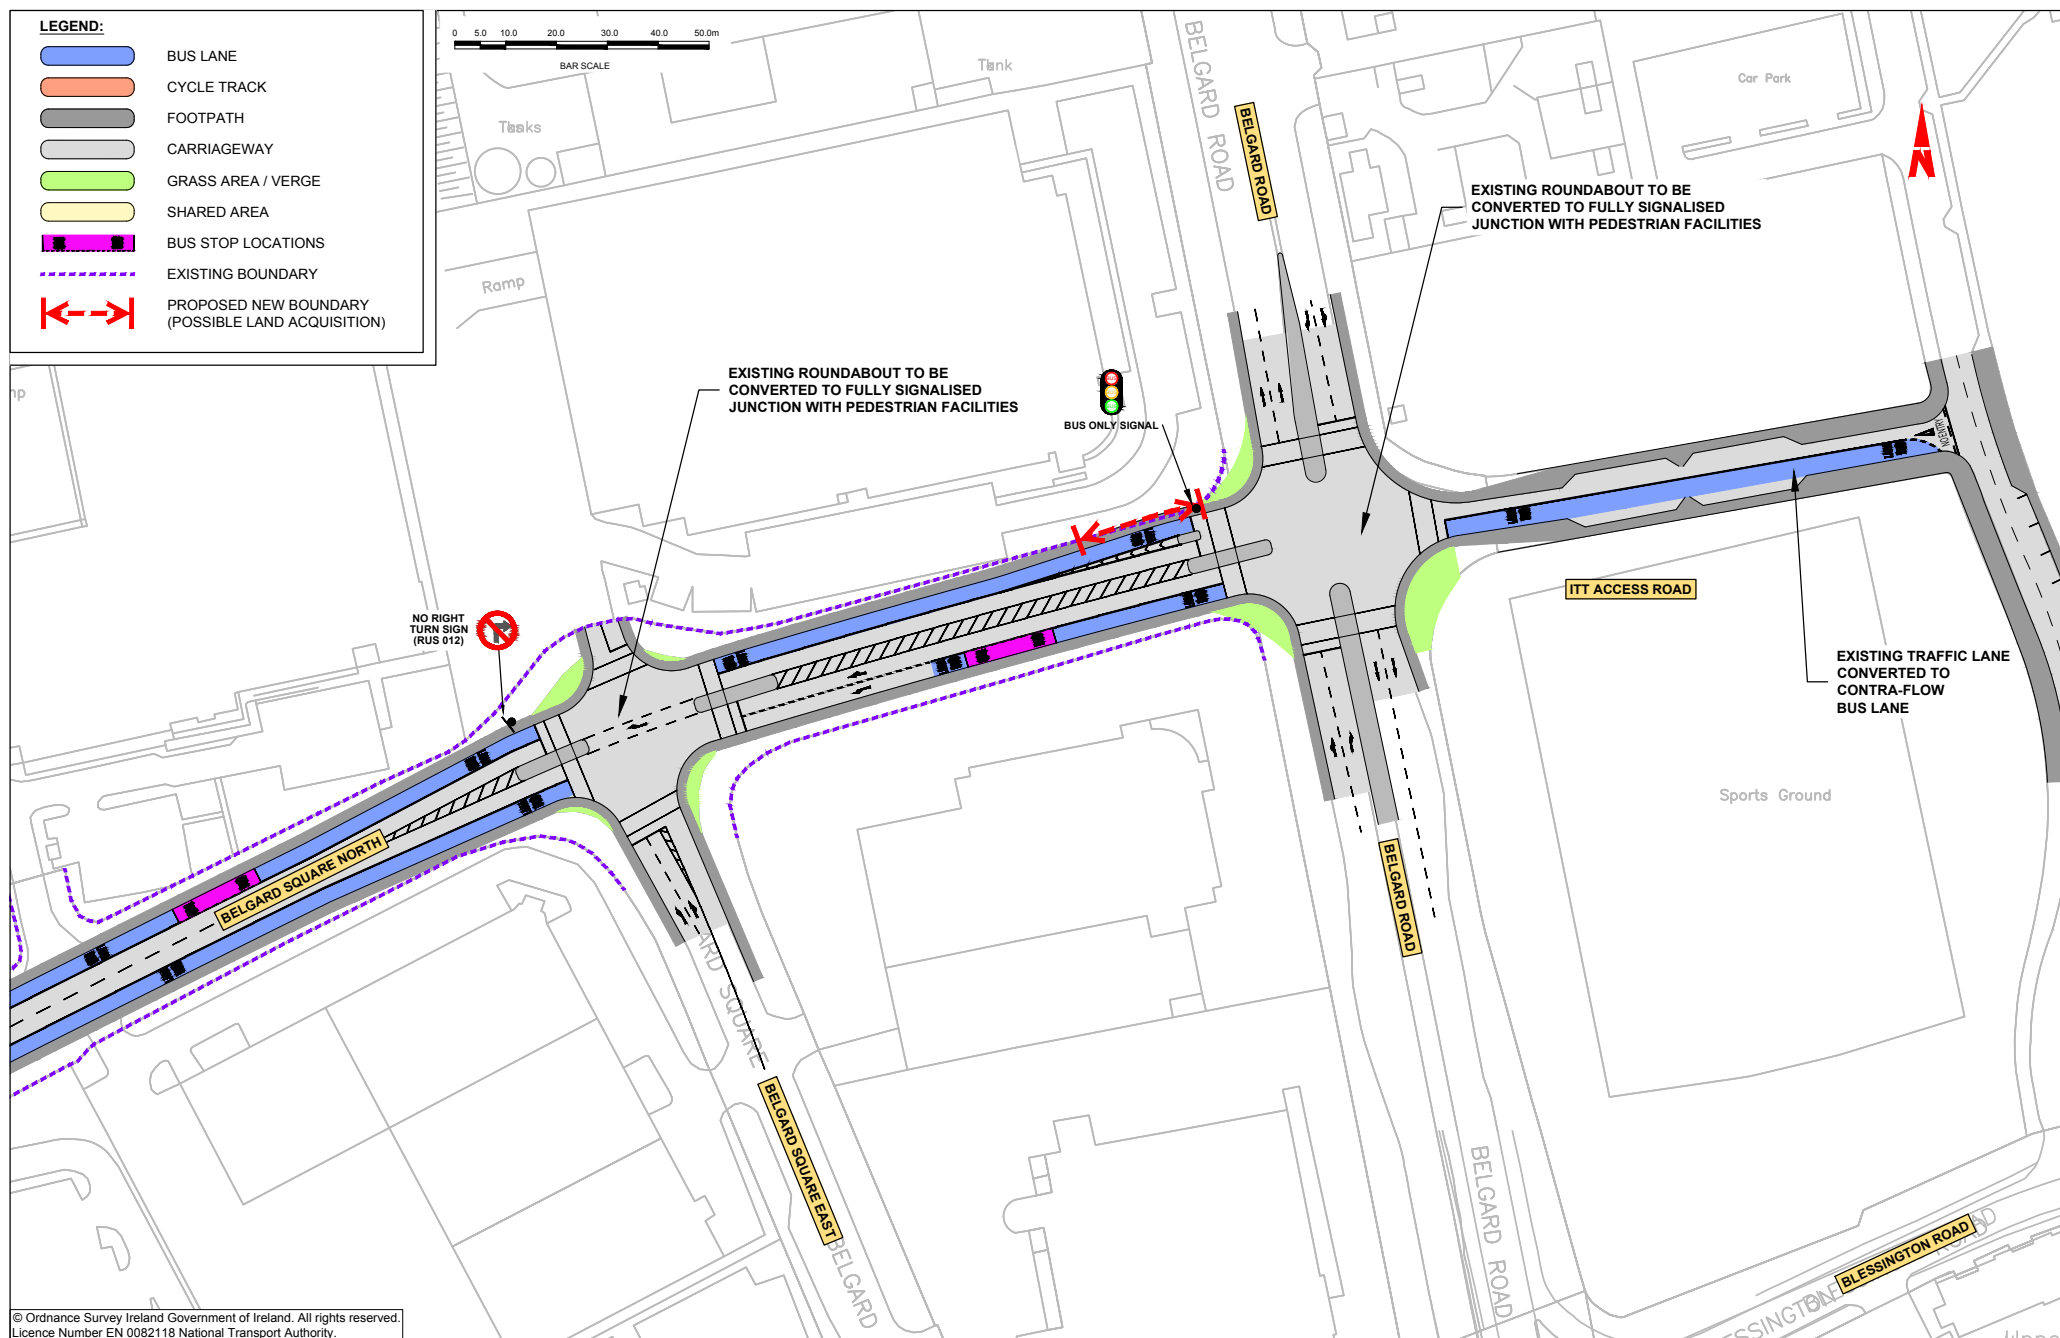 LEGEND:
BUS LANE
CYCLE TRACK
FOOTPATH
CARRIAGEWAY
GRASS AREA / VERGE
SHARED AREA
BUS STOP LOCATIONS
EXISTING BOUNDARY
PROPOSED NEW BOUNDARY
(POSSIBLE LAND ACQUISITION)
0 5.0 10.0 20.0 30.0 40.0 50.0m
BAR SCALE
Tank
Tanks
Ramp
Car Park
N
BELGARD ROAD
BELGARD ROAD
EXISTING ROUNDABOUT TO BE
CONVERTED TO FULLY SIGNALISED
JUNCTION WITH PEDESTRIAN FACILITIES
EXISTING ROUNDABOUT TO BE
CONVERTED TO FULLY SIGNALISED
JUNCTION WITH PEDESTRIAN FACILITIES
BUS ONLY SIGNAL
NO ENTRY
NO RIGHT
TURN SIGN
(RUS 012)
ITT ACCESS ROAD
EXISTING TRAFFIC LANE
CONVERTED TO
CONTRA-FLOW
BUS LANE
Sports Ground
BELGARD SQUARE NORTH
BELGARD ROAD
ARD SQUARE
BELGARD SQUARE EAST
BELGARD
BELGARD ROAD
BLESSINGTON ROAD
© Ordnance Survey Ireland Government of Ireland. All rights reserved.
Licence Number EN 0082118 National Transport Authority.